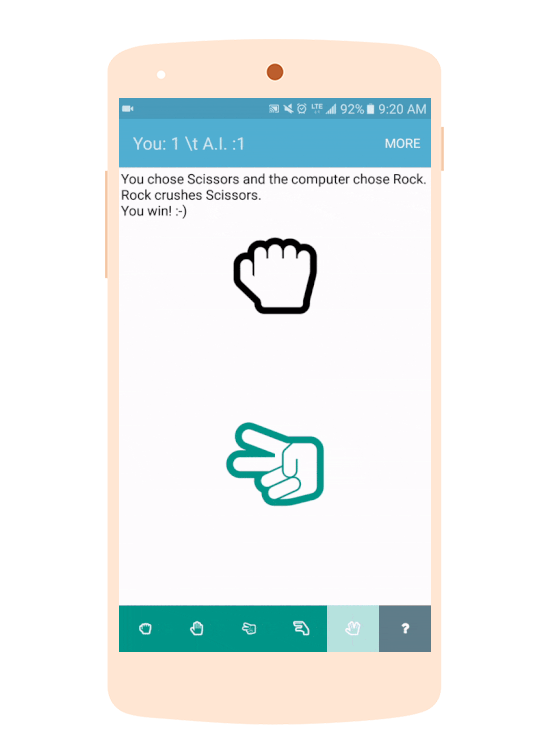 LTE 92% 9:20 AM
You: 1 \t A.I. :1 MORE
You chose Scissors and the computer chose Rock.
Rock crushes Scissors.
You win! :-)
?